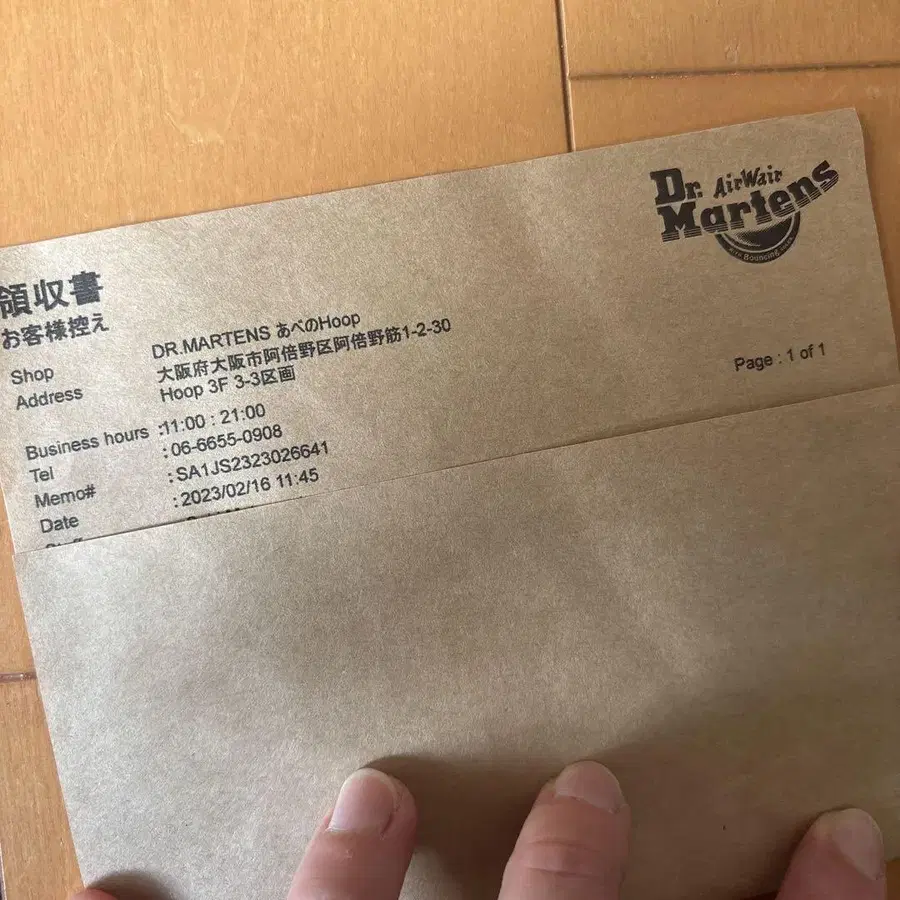 Dr. AirWair
Martens
WITH Bouncing SOLES
領収書
お客様控え
Shop DR.MARTENS あべのHoop
Address 大阪府大阪市阿倍野区阿倍野筋1-2-30
Hoop 3F 3-3区画
Page : 1 of 1
Business hours :11:00 : 21:00
Tel : 06-6655-0908
Memo# : SA1JS2323026641
Date : 2023/02/16 11:45